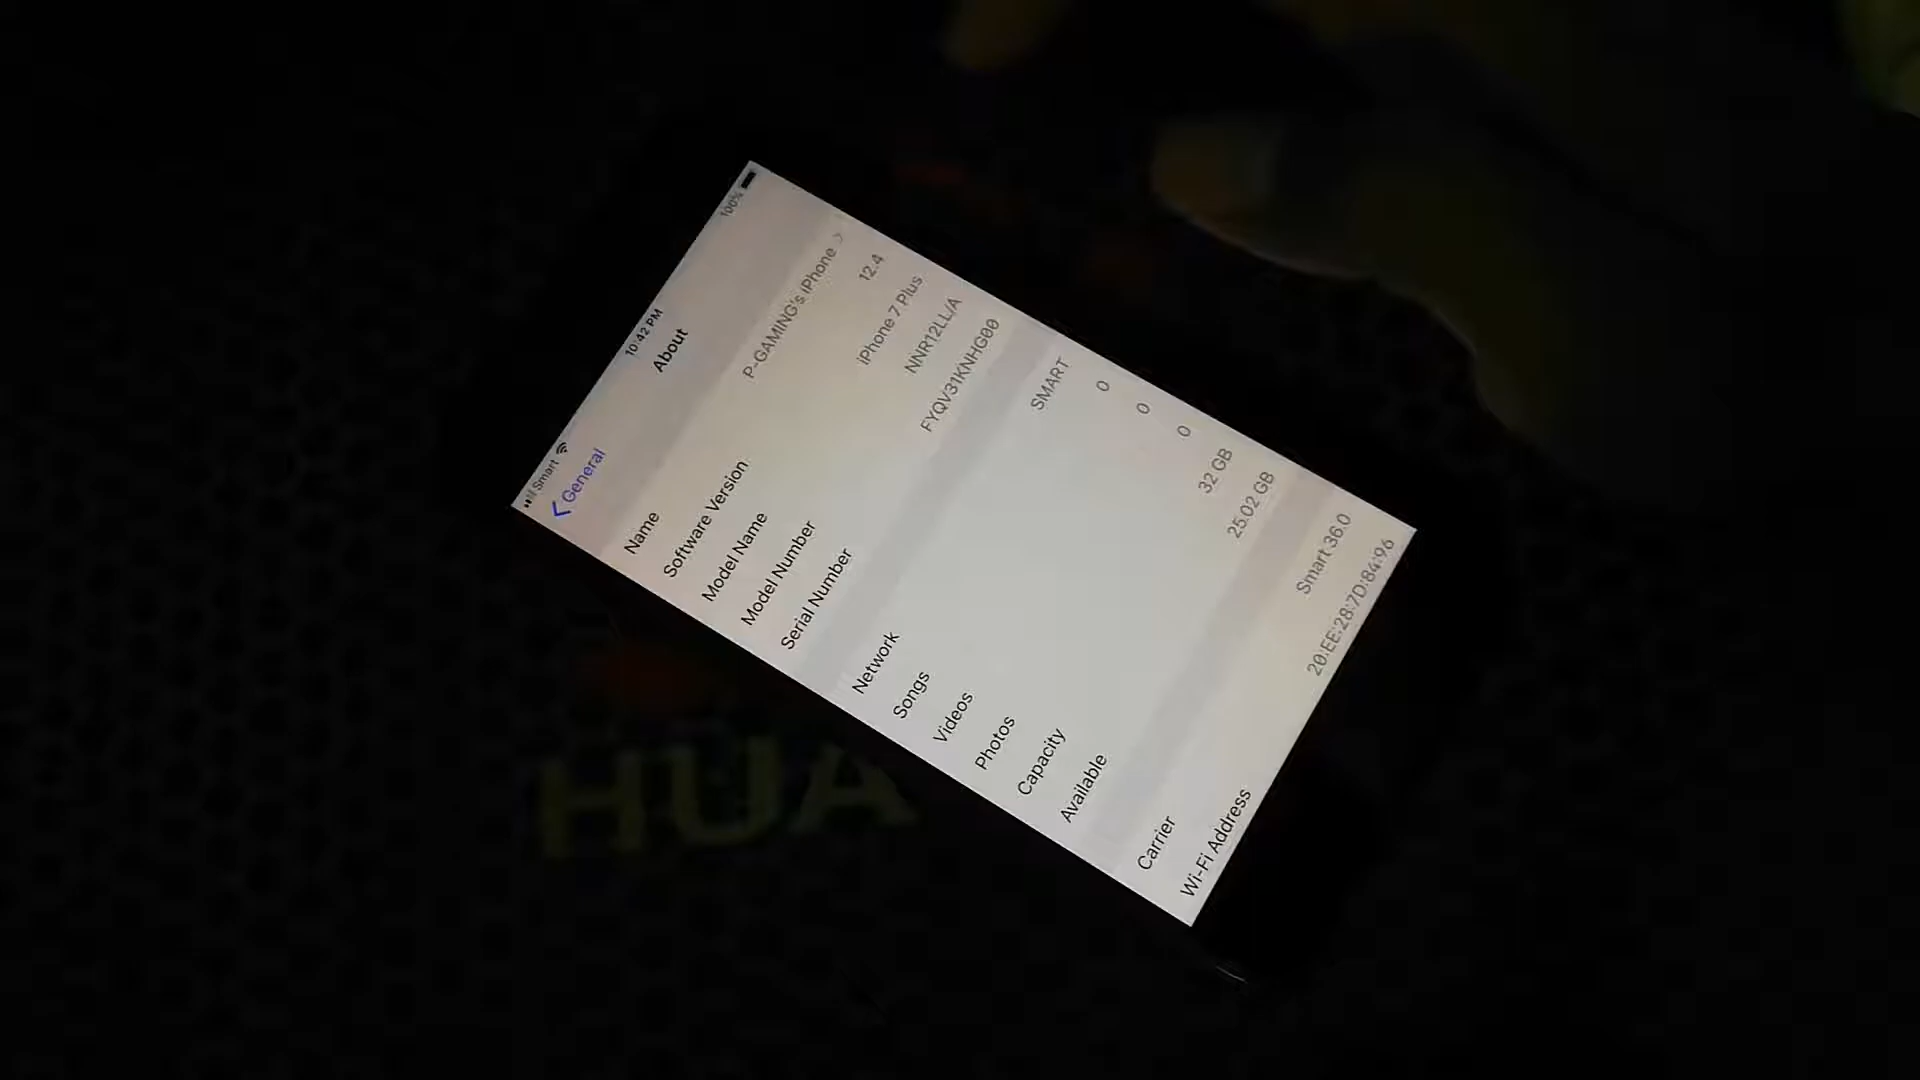 Smart 10:42 PM 100%
General About
Name P-GAMING's iPhone
Software Version 12.4
Model Name iPhone 7 Plus
Model Number NNR12LL/A
Serial Number FYQV31KNHG00
Network SMART
Songs 0
Videos 0
Photos 0
Capacity 32 GB
Available 25.02 GB
Carrier Smart 36.0
Wi-Fi Address 20:EE:28:7D:84:96
HUA